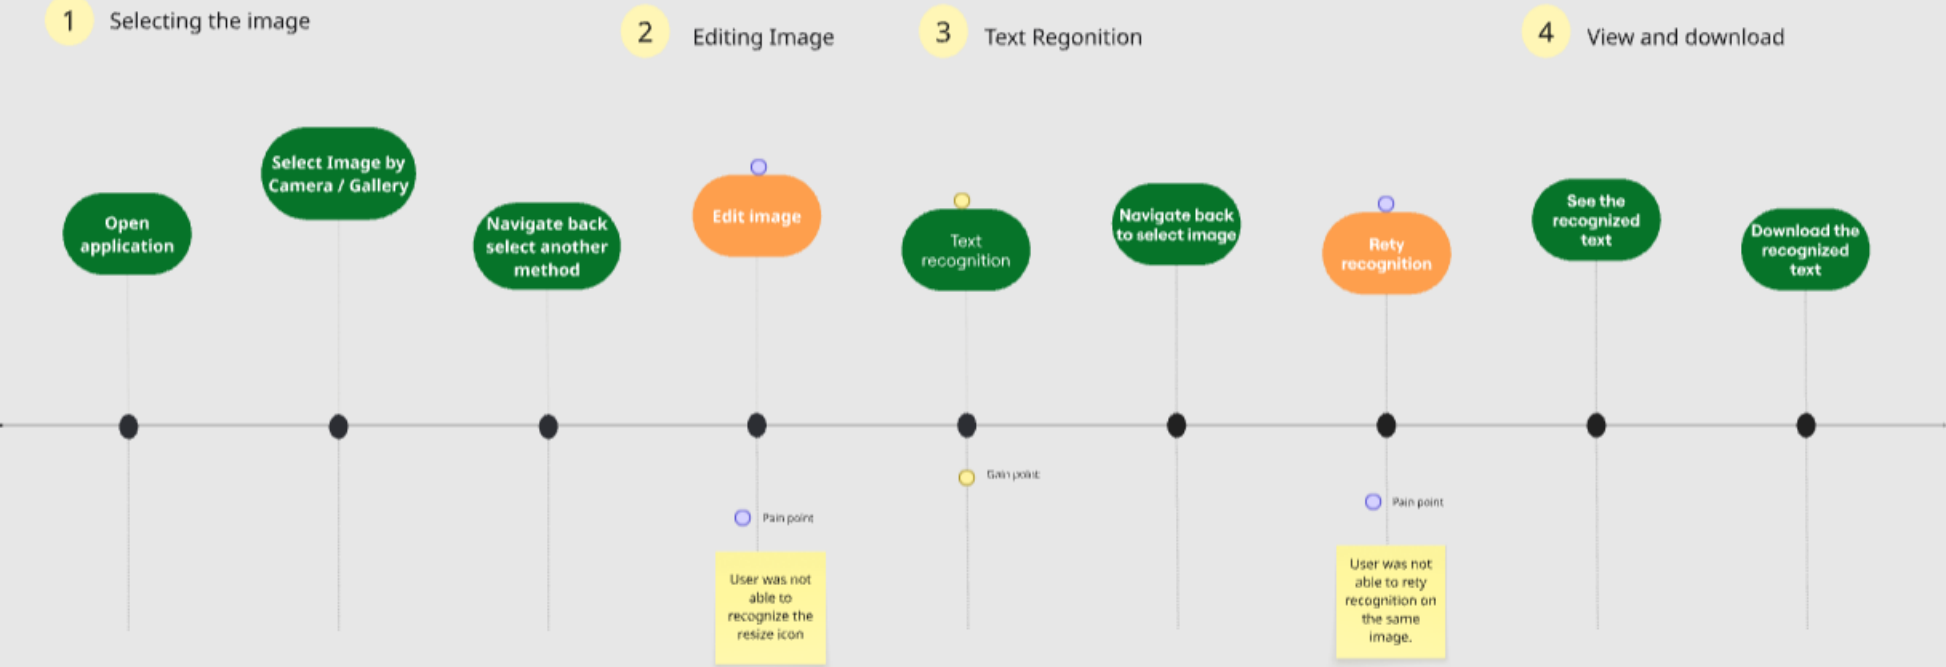 1 Selecting the image
2 Editing Image
3 Text Regonition
4 View and download
Open
application
Select Image by
Camera / Gallery
Navigate back
select another
method
Edit image
Text
recognition
Navigate back
to select image
Rety
recognition
See the
recognized
text
Download the
recognized
text
Gain point
Pain point
User was not
able to
recognize the
resize icon
Pain point
User was not
able to rety
recognition on
the same
image.